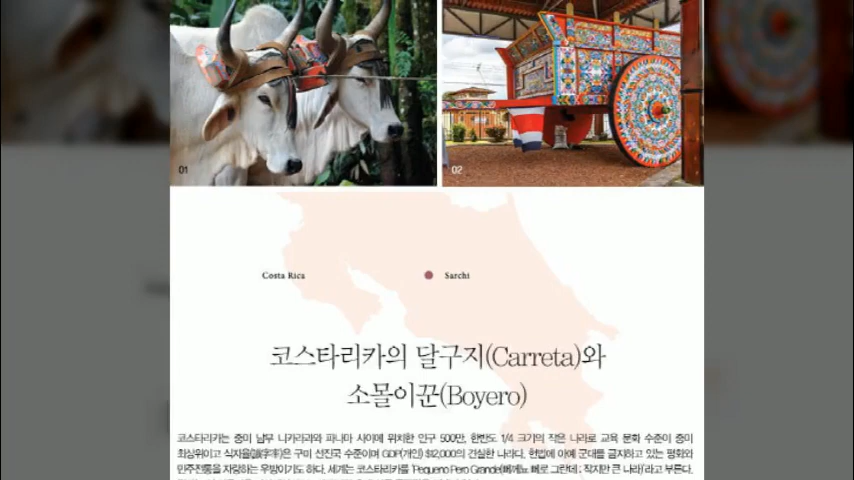 01
02
Costa Rica
Sarchi
코스타리카의 달구지(Carreta)와
소몰이꾼(Boyero)
코스타리카는 중미 남부 니카라과와 파나마 사이에 위치한 인구 500만, 한반도 1/4 크기의 작은 나라로 교육 문화 수준이 중미
최상위이고 식자율(識字率)은 구미 선진국 수준이며 GDP(개인) $12,000의 건실한 나라다. 헌법에 아예 군대를 금지하고 있는 평화와
민주전통을 자랑하는 우방이기도 하다. 세계는 코스타리카를 'Pequeno Pero Grande(뻬께뇨 뻬로 그란데 ; 작지만 큰 나라)'라고 부른다.